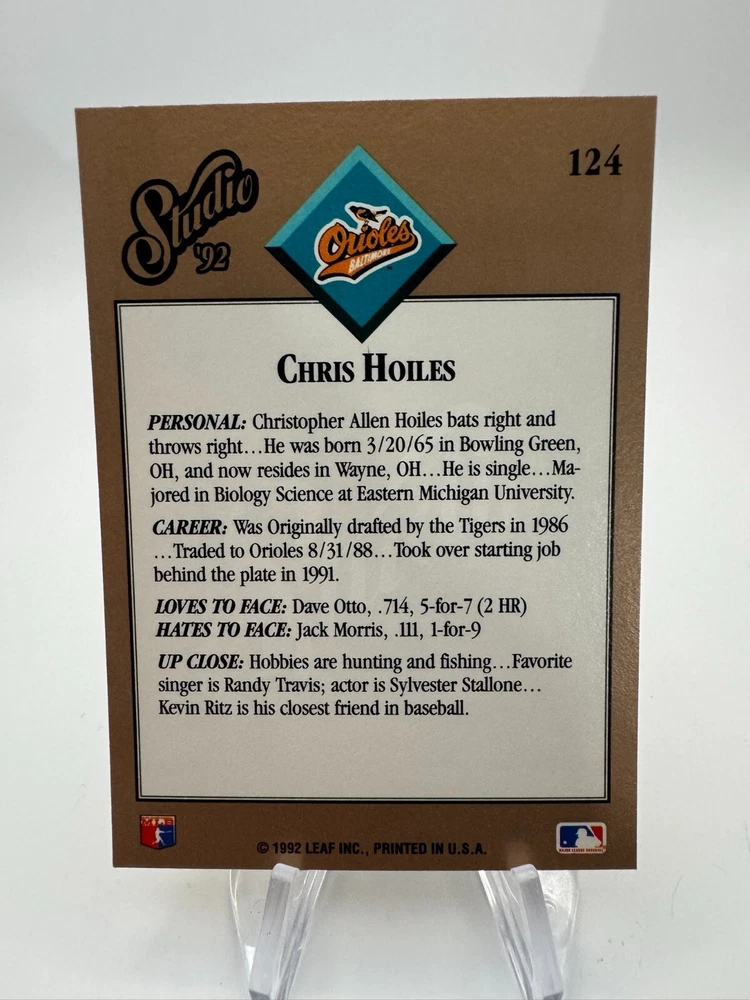 Studio '92
124
Orioles
BALTIMORE
CHRIS HOILES
PERSONAL: Christopher Allen Hoiles bats right and
throws right...He was born 3/20/65 in Bowling Green,
OH, and now resides in Wayne, OH...He is single...Ma-
jored in Biology Science at Eastern Michigan University.
CAREER: Was Originally drafted by the Tigers in 1986
...Traded to Orioles 8/31/88...Took over starting job
behind the plate in 1991.
LOVES TO FACE: Dave Otto, .714, 5-for-7 (2 HR)
HATES TO FACE: Jack Morris, .111, 1-for-9
UP CLOSE: Hobbies are hunting and fishing...Favorite
singer is Randy Travis; actor is Sylvester Stallone...
Kevin Ritz is his closest friend in baseball.
© 1992 LEAF INC., PRINTED IN U.S.A.